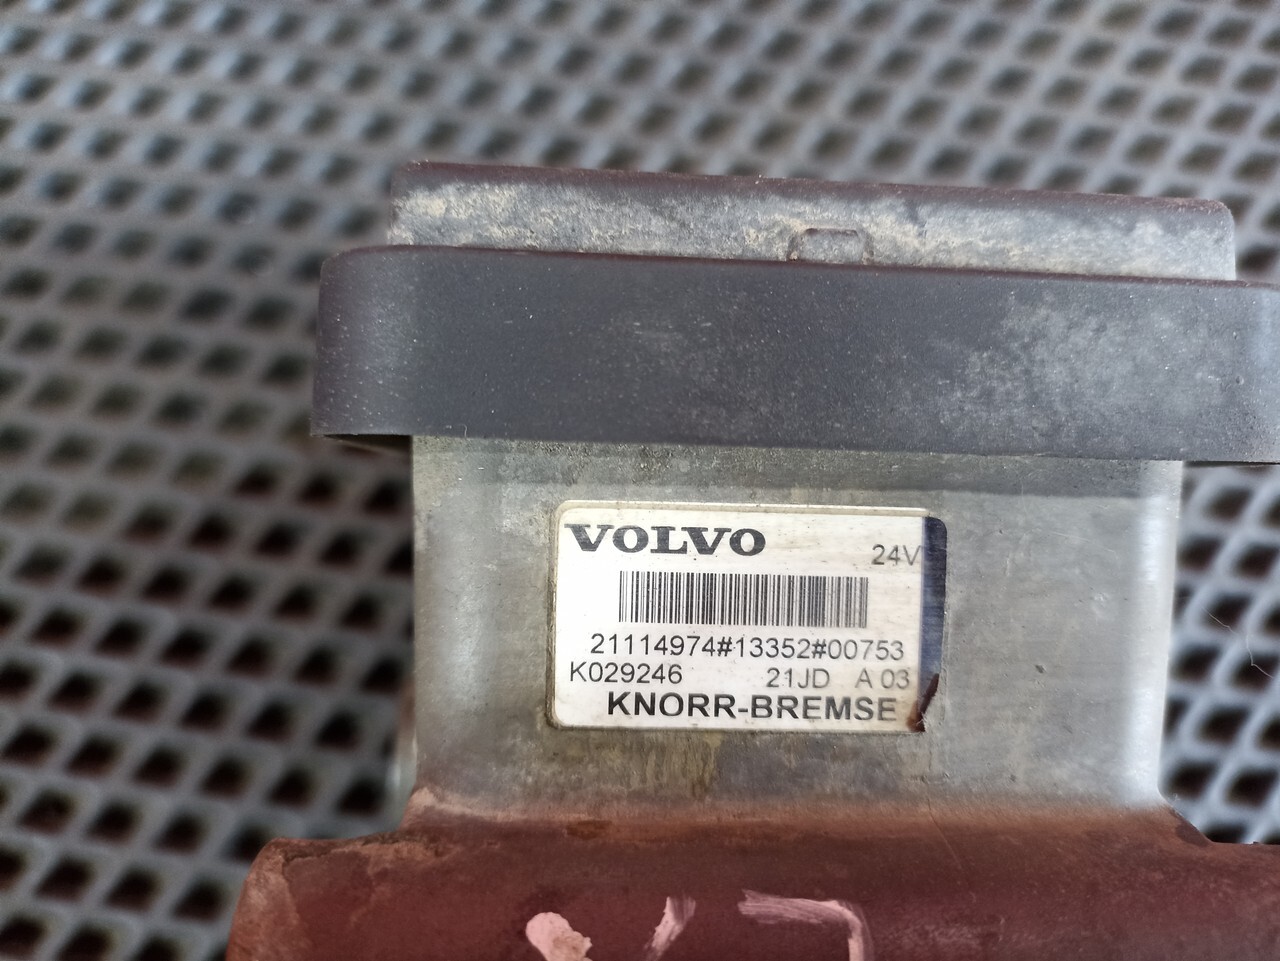 VOLVO
24V
21114974#13352#00753
K029246 21JD A 03
KNORR-BREMSE